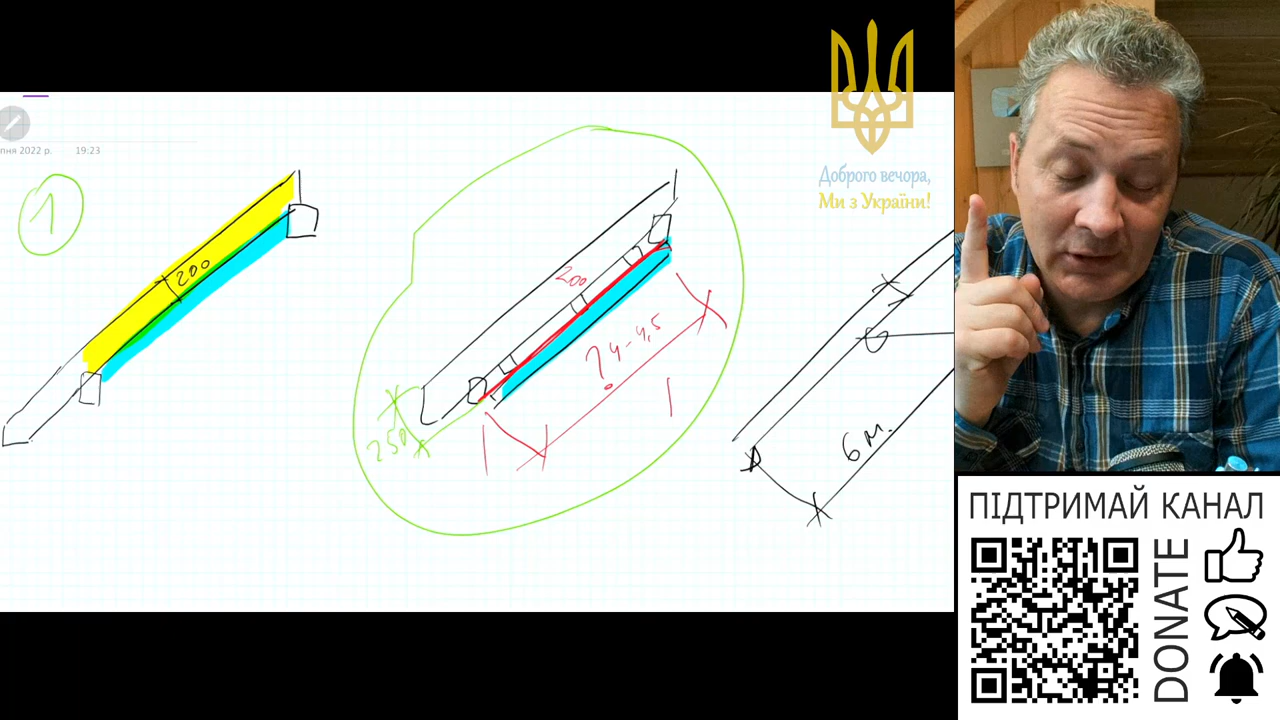 пня 2022 р. 19:23
1
200
200
? 4-4,5
250
6 м.
Доброго вечора,
Ми з України!
ПІДТРИМАЙ КАНАЛ
DONATE